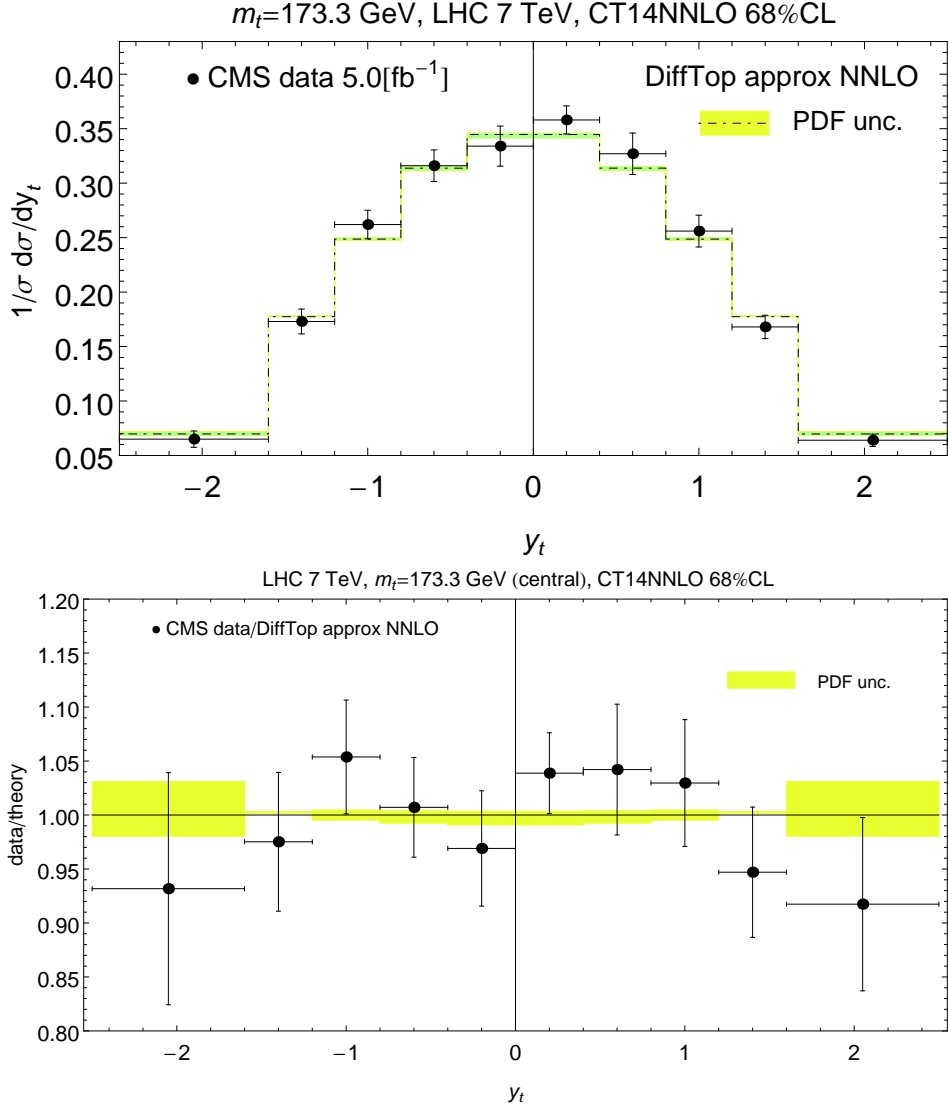 m_t=173.3 GeV, LHC 7 TeV, CT14NNLO 68%CL
CMS data 5.0[fb⁻¹]
DiffTop approx NNLO
PDF unc.
1/σ dσ/dy_t
0.40
0.35
0.30
0.25
0.20
0.15
0.10
0.05
−2 −1 0 1 2
y_t
LHC 7 TeV, m_t=173.3 GeV (central), CT14NNLO 68%CL
CMS data/DiffTop approx NNLO
PDF unc.
data/theory
1.20
1.15
1.10
1.05
1.00
0.95
0.90
0.85
0.80
−2 −1 0 1 2
y_t